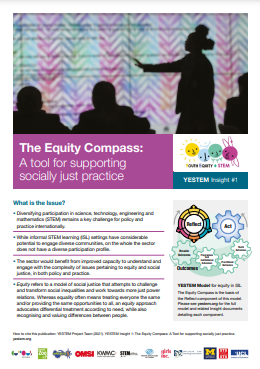 The Equity Compass:
A tool for supporting
socially just practice
YOUTH EQUITY + STEM
YESTEM Insight #1
What is the Issue?
• Diversifying participation in science, technology, engineering and
mathematics (STEM) remains a key challenge for policy and
practice internationally.
• While informal STEM learning (ISL) settings have considerable
potential to engage diverse communities, on the whole the sector
does not have a diverse participation profile.
• The sector would benefit from improved capacity to understand and
engage with the complexity of issues pertaining to equity and social
justice, in both policy and practice.
• Equity refers to a model of social justice that attempts to challenge
and transform social inequalities and work towards more just power
relations. Whereas equality often means treating everyone the same
and/or providing the same opportunities to all, an equity approach
advocates differential treatment according to need, while also
recognising and valuing differences between people.
Reflect
Act
Outcomes
YESTEM Model for equity in ISL
The Equity Compass is the basis of
the Reflect component of this model.
Please see yestem.org for the full
model and related Insight documents
detailing each component.
How to cite this publication: YESTEM Project Team (2021). YESTEM Insight 1: The Equity Compass: A Tool for supporting socially just practice.
yestem.org
OMSI
KMAC
girls inc.
M
UCL